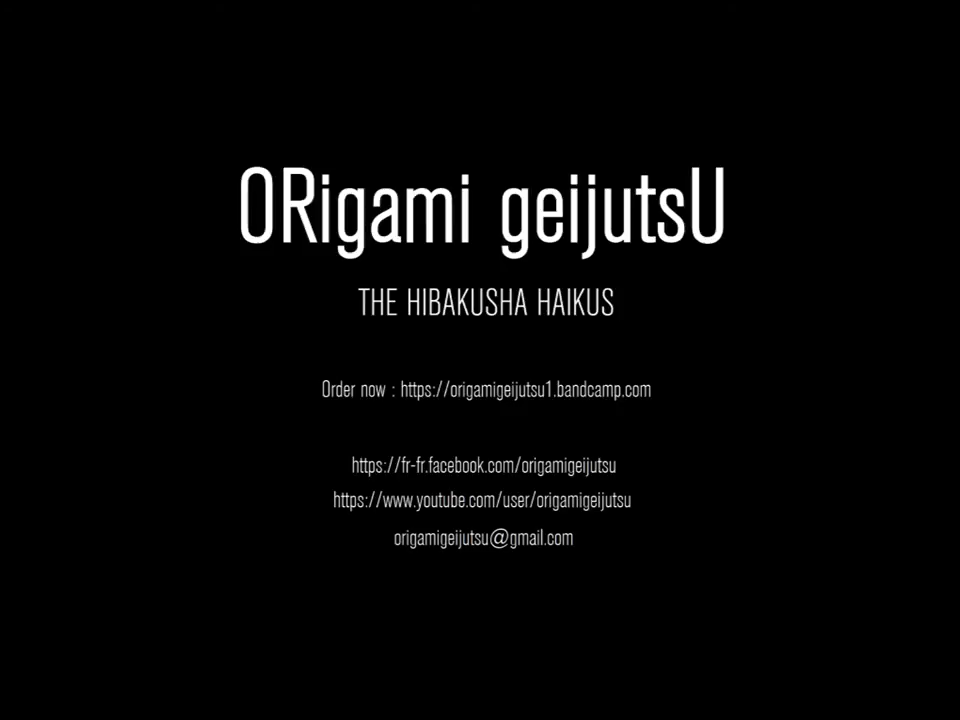 ORigami geijutsU
THE HIBAKUSHA HAIKUS
Order now : https://origamigeijutsu1.bandcamp.com
https://fr-fr.facebook.com/origamigeijutsu
https://www.youtube.com/user/origamigeijutsu
origamigeijutsu@gmail.com